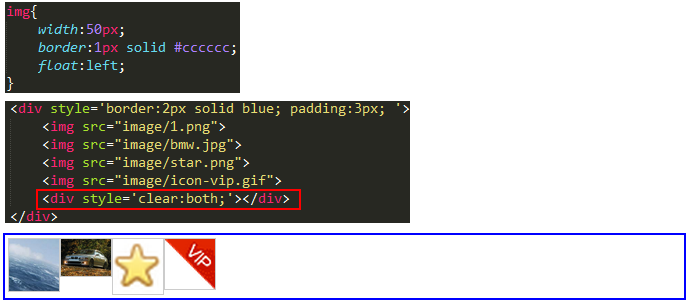 img{
width:50px;
border:1px solid #cccccc;
float:left;
}
<div style='border:2px solid blue; padding:3px; '>
<img src="image/1.png">
<img src="image/bmw.jpg">
<img src="image/star.png">
<img src="image/icon-vip.gif">
<div style='clear:both;'></div>
</div>
VIP